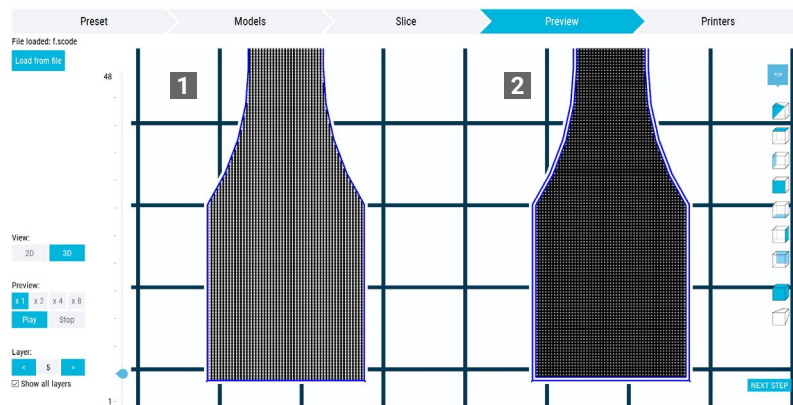 Preset Models Slice Preview Printers
File loaded: f.scode
Load from file
48
1 2
TOP
View:
2D 3D
Preview:
x 1 x 2 x 4 x 8
Play Stop
Layer:
< 5 >
Show all layers
NEXT STEP
1